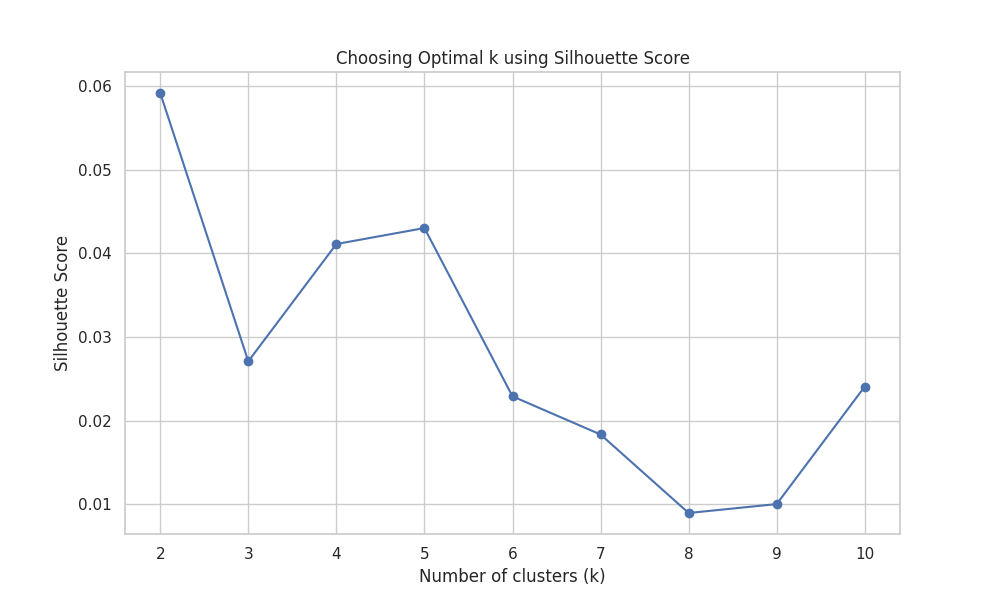 Choosing Optimal k using Silhouette Score
0.06
0.05
0.04
0.03
0.02
0.01
Silhouette Score
2 3 4 5 6 7 8 9 10
Number of clusters (k)